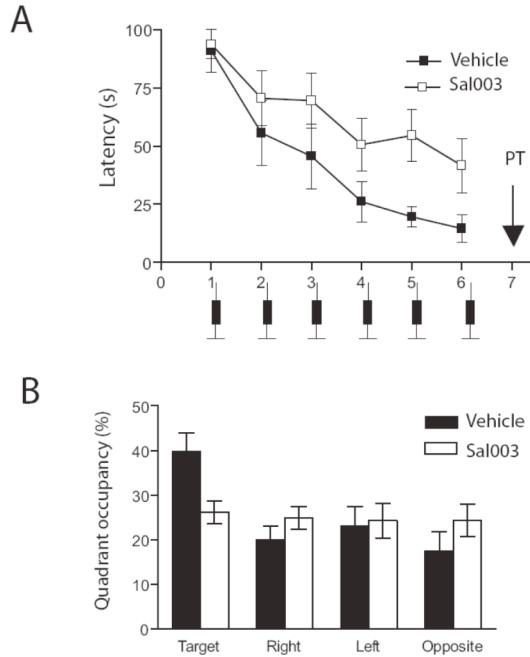 A
100
75
50
25
0
Latency (s)
Vehicle
Sal003
PT
0 1 2 3 4 5 6 7
B
50
40
30
20
10
0
Quadrant occupancy (%)
Vehicle
Sal003
Target Right Left Opposite